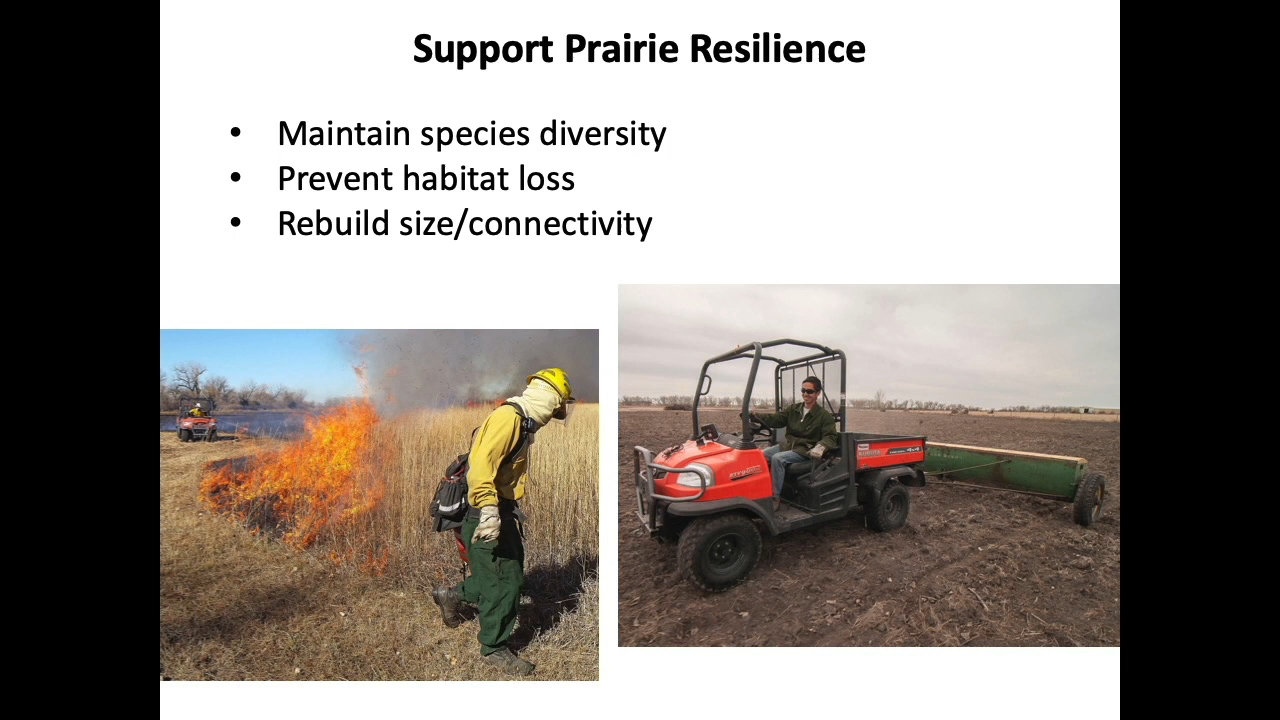 Support Prairie Resilience
• Maintain species diversity
• Prevent habitat loss
• Rebuild size/connectivity